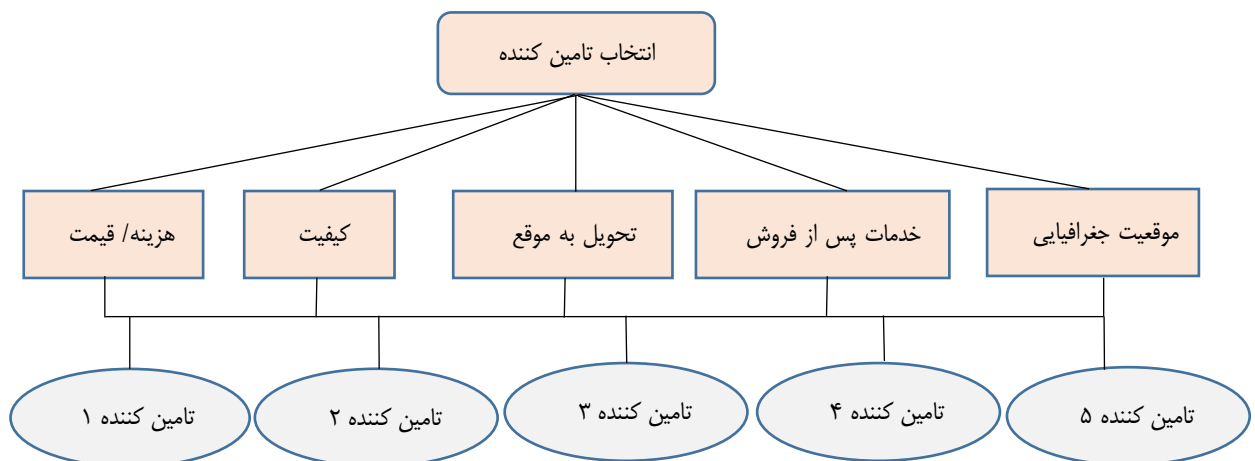 انتخاب تامین کننده
موقعیت جغرافیایی
خدمات پس از فروش
تحویل به موقع
کیفیت
هزینه/ قیمت
تامین کننده ۵
تامین کننده ۴
تامین کننده ۳
تامین کننده ۲
تامین کننده ۱